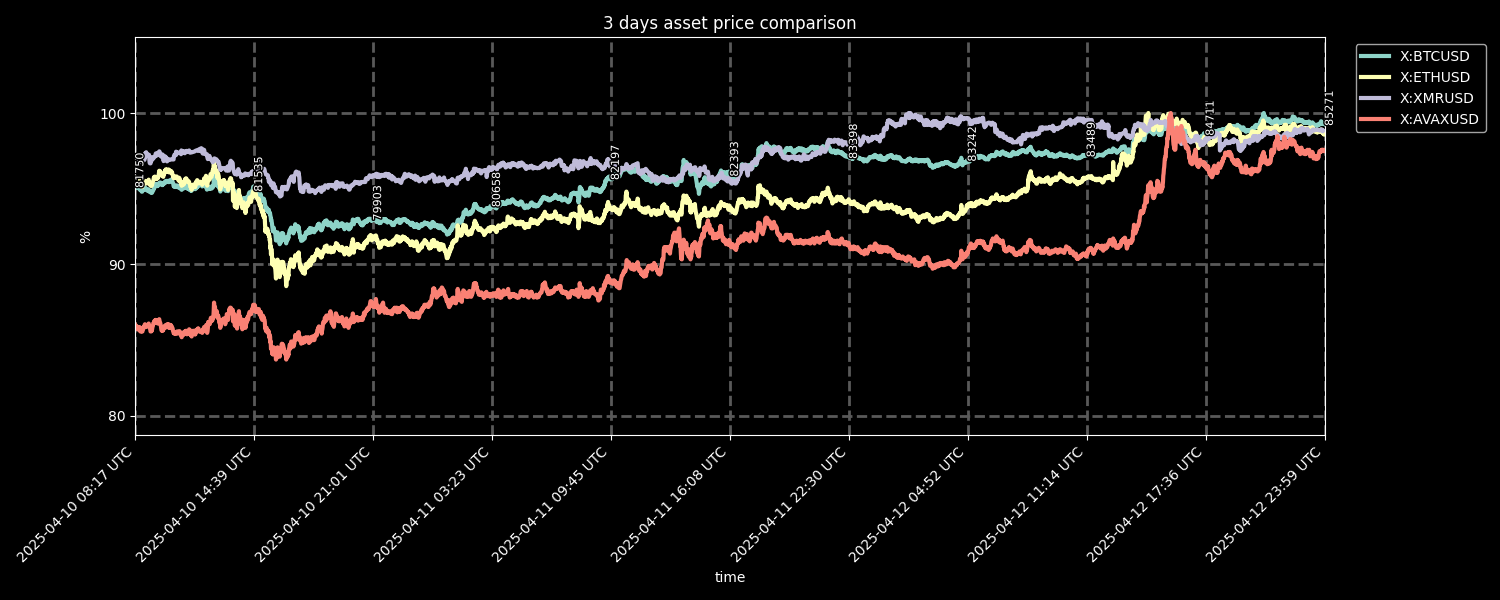 3 days asset price comparison
X:BTCUSD
X:ETHUSD
X:XMRUSD
X:AVAXUSD
100
90
80
%
81750
81535
79903
80658
82197
82393
83398
83242
83489
84711
85271
2025-04-10 08:17 UTC
2025-04-10 14:39 UTC
2025-04-10 21:01 UTC
2025-04-11 03:23 UTC
2025-04-11 09:45 UTC
2025-04-11 16:08 UTC
2025-04-11 22:30 UTC
2025-04-12 04:52 UTC
2025-04-12 11:14 UTC
2025-04-12 17:36 UTC
2025-04-12 23:59 UTC
time